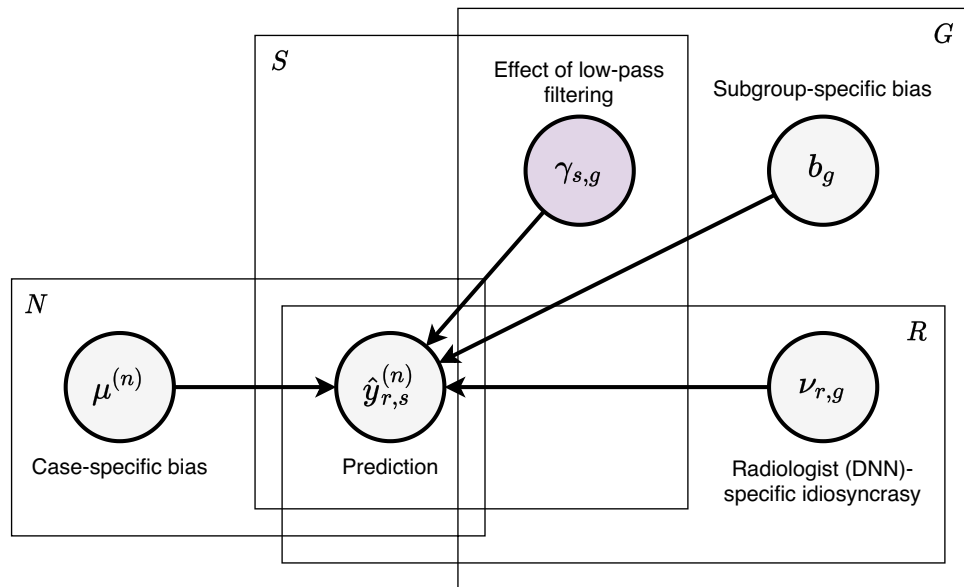 G
S
Effect of low-pass
filtering
Subgroup-specific bias
γ_{s,g}
b_g
N
R
μ^{(n)}
ŷ_{r,s}^{(n)}
ν_{r,g}
Case-specific bias
Prediction
Radiologist (DNN)-
specific idiosyncrasy